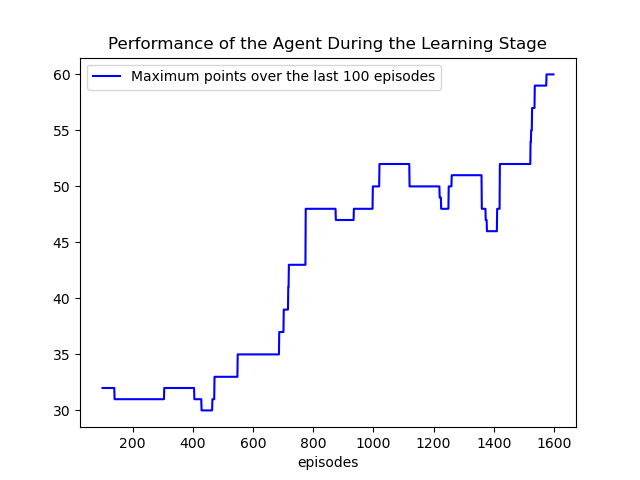 Performance of the Agent During the Learning Stage
Maximum points over the last 100 episodes
60
55
50
45
40
35
30
200 400 600 800 1000 1200 1400 1600
episodes